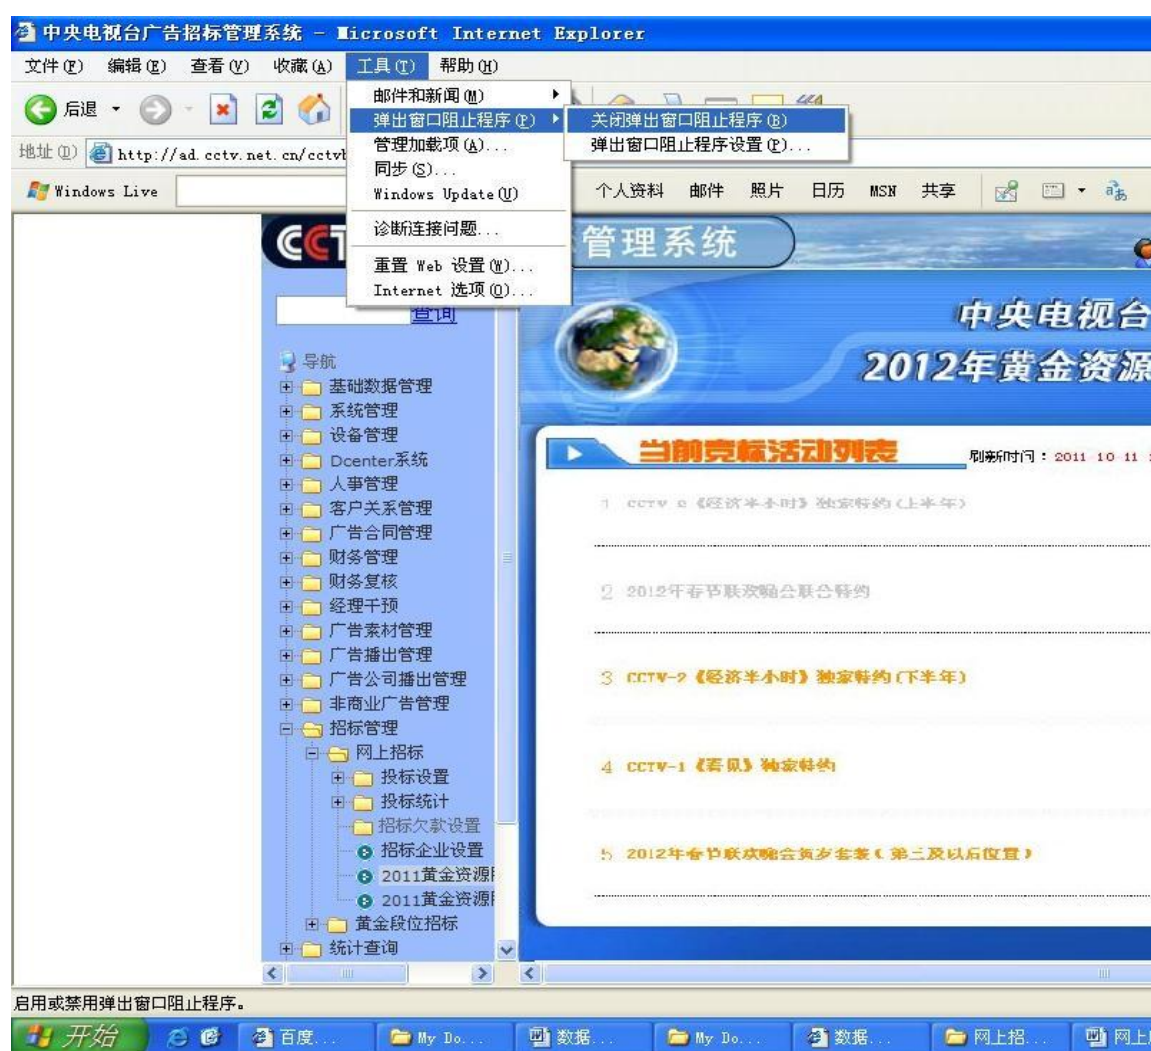 中央电视台广告招标管理系统 - Microsoft Internet Explorer
文件(F) 编辑(E) 查看(V) 收藏(A) 工具(T) 帮助(H)
后退
邮件和新闻(M)
弹出窗口阻止程序(P)
管理加载项(A)...
同步(S)...
Windows Update(U)
诊断连接问题...
重置 Web 设置(W)...
Internet 选项(O)...
关闭弹出窗口阻止程序(B)
弹出窗口阻止程序设置(P)...
地址(D) http://ad.cctv.net.cn/cctvb
Windows Live
个人资料 邮件 照片 日历 MSN 共享
CCT
管理系统
查询
导航
基础数据管理
系统管理
设备管理
Dcenter系统
人事管理
客户关系管理
广告合同管理
财务管理
财务复核
经理干预
广告素材管理
广告播出管理
广告公司播出管理
非商业广告管理
招标管理
网上招标
投标设置
投标统计
招标欠款设置
招标企业设置
2011黄金资源
2011黄金资源
黄金段位招标
统计查询
中央电视台
2012年黄金资源
当前竞标活动列表
刷新时间：2011-10-11
1 CCTV-2《经济半小时》独家特约(上半年)
2 2012年春节联欢晚会联合特约
3 CCTV-2《经济半小时》独家特约(下半年)
4 CCTV-1《看见》独家特约
5 2012年春节联欢晚会贺岁套装(第三及以后位置)
启用或禁用弹出窗口阻止程序。
开始 百度... My Do... 数据... My Do... 数据... 网上招... 网上